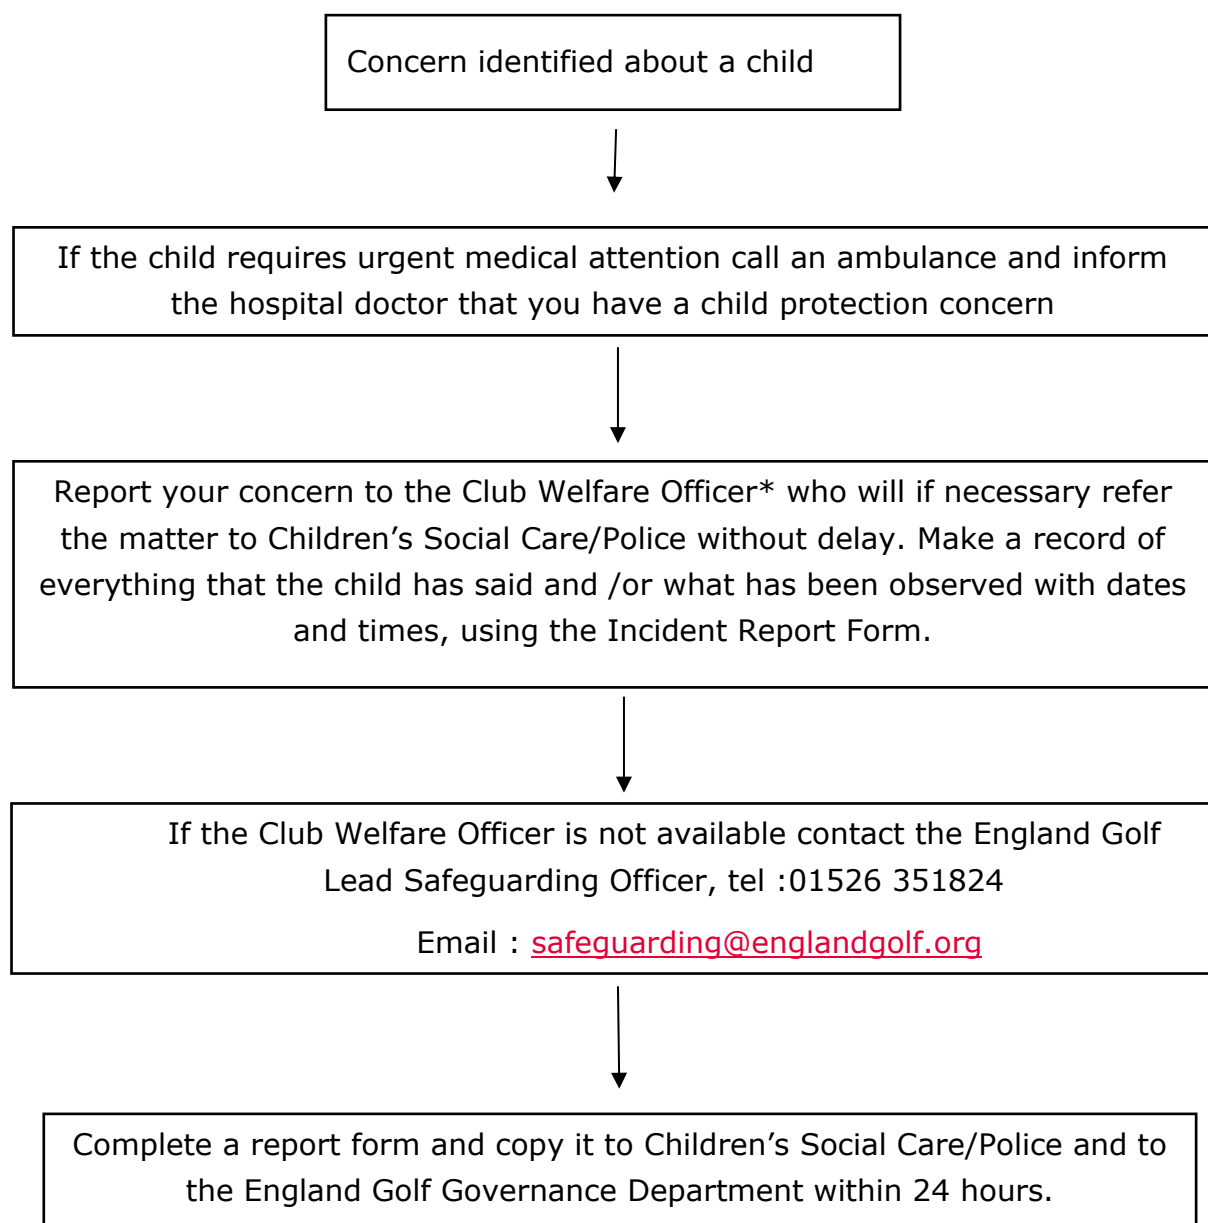 Concern identified about a child
If the child requires urgent medical attention call an ambulance and inform
the hospital doctor that you have a child protection concern
Report your concern to the Club Welfare Officer* who will if necessary refer
the matter to Children’s Social Care/Police without delay. Make a record of
everything that the child has said and /or what has been observed with dates
and times, using the Incident Report Form.
If the Club Welfare Officer is not available contact the England Golf
Lead Safeguarding Officer, tel :01526 351824
Email : safeguarding@englandgolf.org
Complete a report form and copy it to Children’s Social Care/Police and to
the England Golf Governance Department within 24 hours.